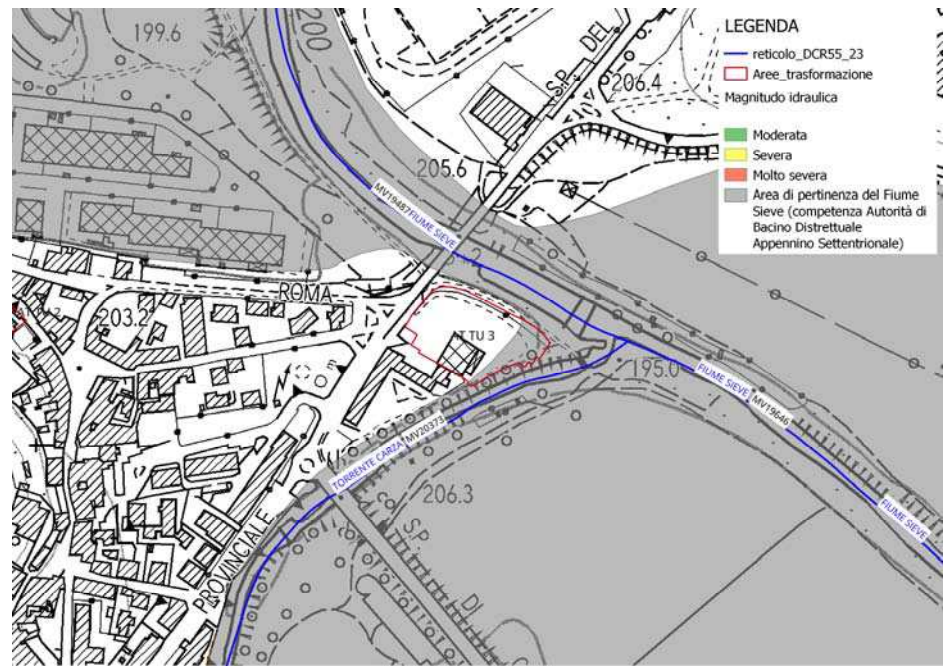 LEGENDA
reticolo_DCR55_23
Aree_trasformazione
Magnitudo idraulica
Moderata
Severa
Molto severa
Area di pertinenza del Fiume
Sieve (competenza Autorità di
Bacino Distrettuale
Appennino Settentrionale)
199.6
200
S.P. DEL
206.4
205.6
MV19487
FIUME SIEVE
ROMA
203.2
AT TU 3
195.0
FIUME SIEVE
MV19646
FIUME SIEVE
TORRENTE CARZA
MV20373
206.3
PROVINCIALE
S.P.
DI